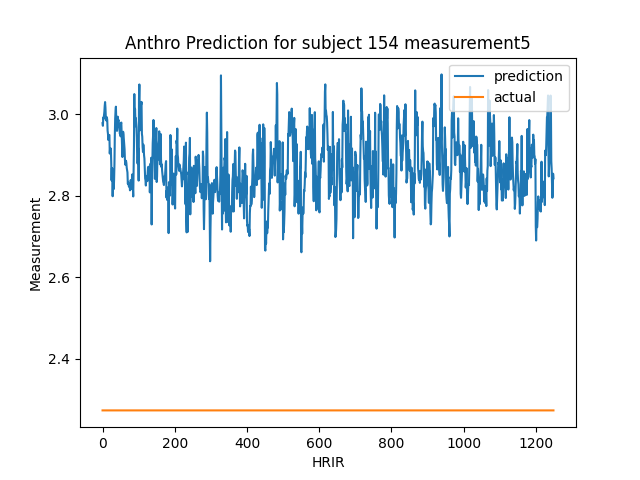 Anthro Prediction for subject 154 measurement5
prediction
actual
3.0
2.8
2.6
2.4
Measurement
0 200 400 600 800 1000 1200
HRIR